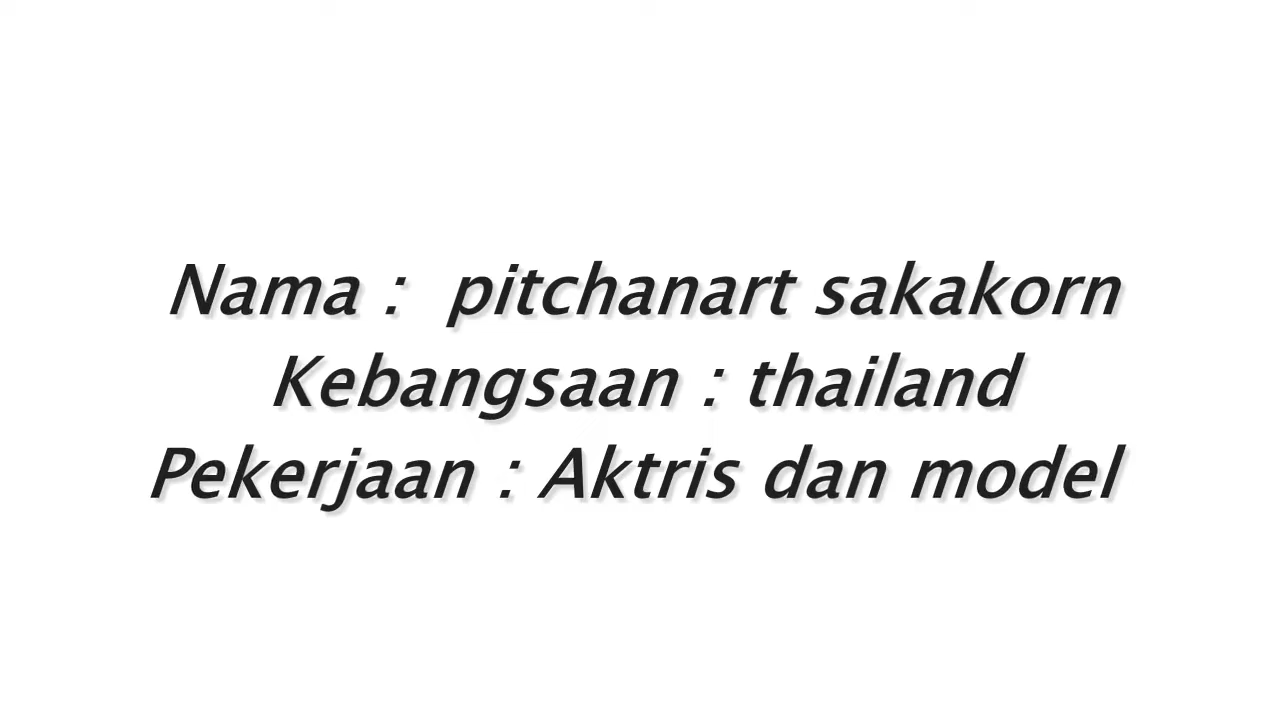 Nama : pitchanart sakakorn
Kebangsaan : thailand
Pekerjaan : Aktris dan model